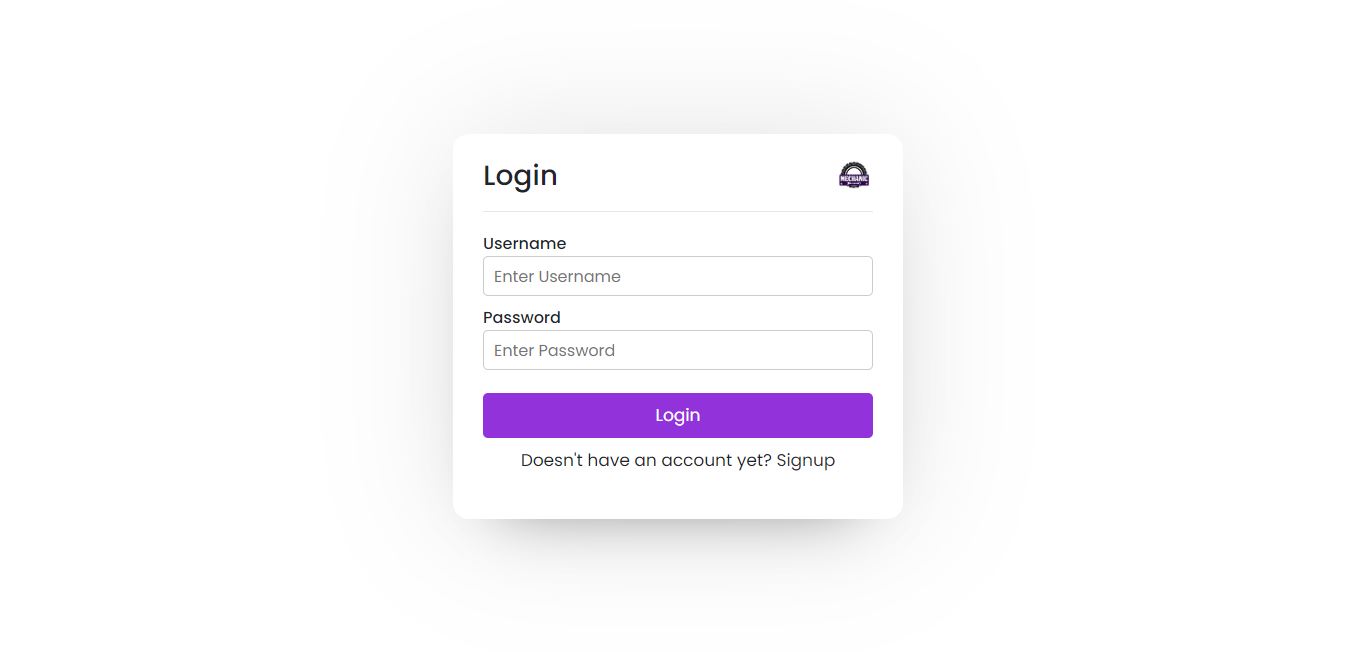 Login
MECHANIC
Username
Enter Username
Password
Enter Password
Login
Doesn't have an account yet? Signup